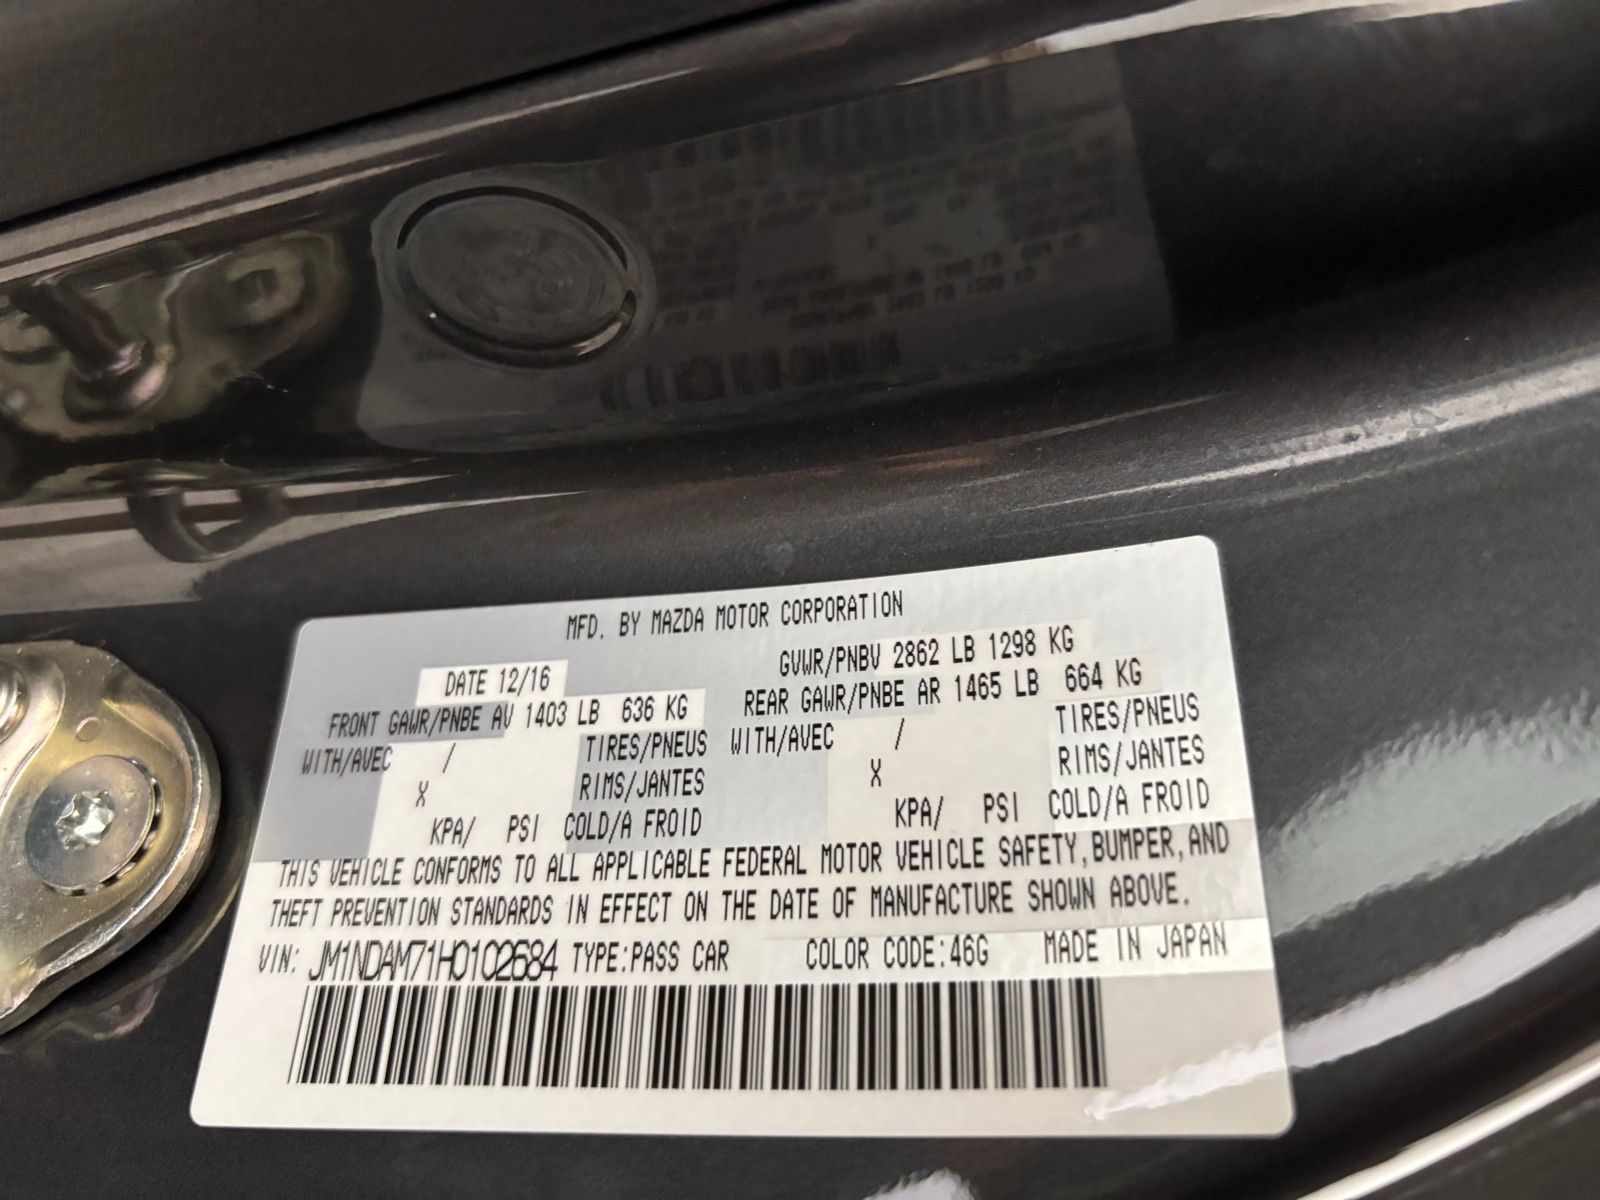 MFD. BY MAZDA MOTOR CORPORATION
DATE 12/16 GVWR/PNBV 2862 LB 1298 KG
FRONT GAWR/PNBE AV 1403 LB 636 KG REAR GAWR/PNBE AR 1465 LB 664 KG
WITH/AVEC / TIRES/PNEUS WITH/AVEC / TIRES/PNEUS
X RIMS/JANTES X RIMS/JANTES
KPA/ PSI COLD/A FROID KPA/ PSI COLD/A FROID
THIS VEHICLE CONFORMS TO ALL APPLICABLE FEDERAL MOTOR VEHICLE SAFETY, BUMPER, AND
THEFT PREVENTION STANDARDS IN EFFECT ON THE DATE OF MANUFACTURE SHOWN ABOVE.
VIN: JM1NDAM71H0102684 TYPE:PASS CAR COLOR CODE:46G MADE IN JAPAN